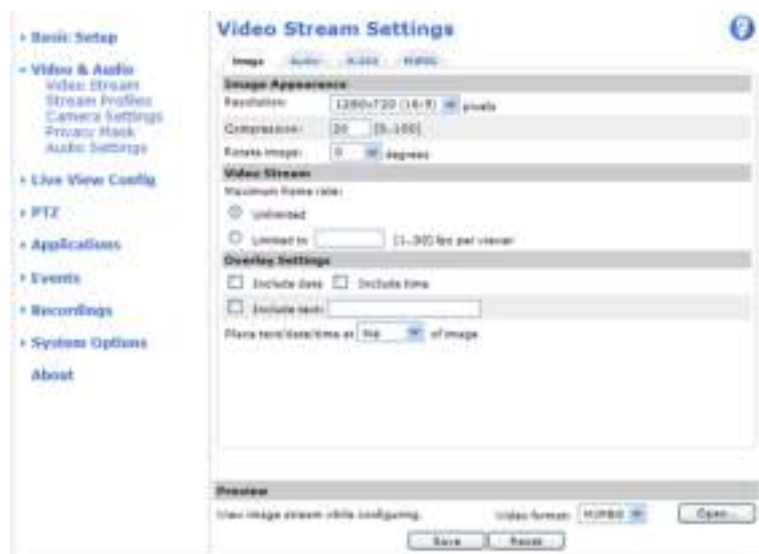 Basic Setup
Video & Audio
Video Stream
Stream Profiles
Camera Settings
Privacy Mask
Audio Settings
Live View Config
PTZ
Applications
Events
Recordings
System Options
About
Video Stream Settings
?
Image Audio H.264 MJPEG
Image Appearance
Resolution: 1280x720 (16:9) pixels
Compression: 30 [0..100]
Rotate image: 0 degrees
Video Stream
Maximum frame rate:
Unlimited
Limited to [1..30] fps per viewer
Overlay Settings
Include date Include time
Include text:
Place text/date/time at top of image
Preview
View image stream while configuring. Video format: MJPEG Open...
Save Reset